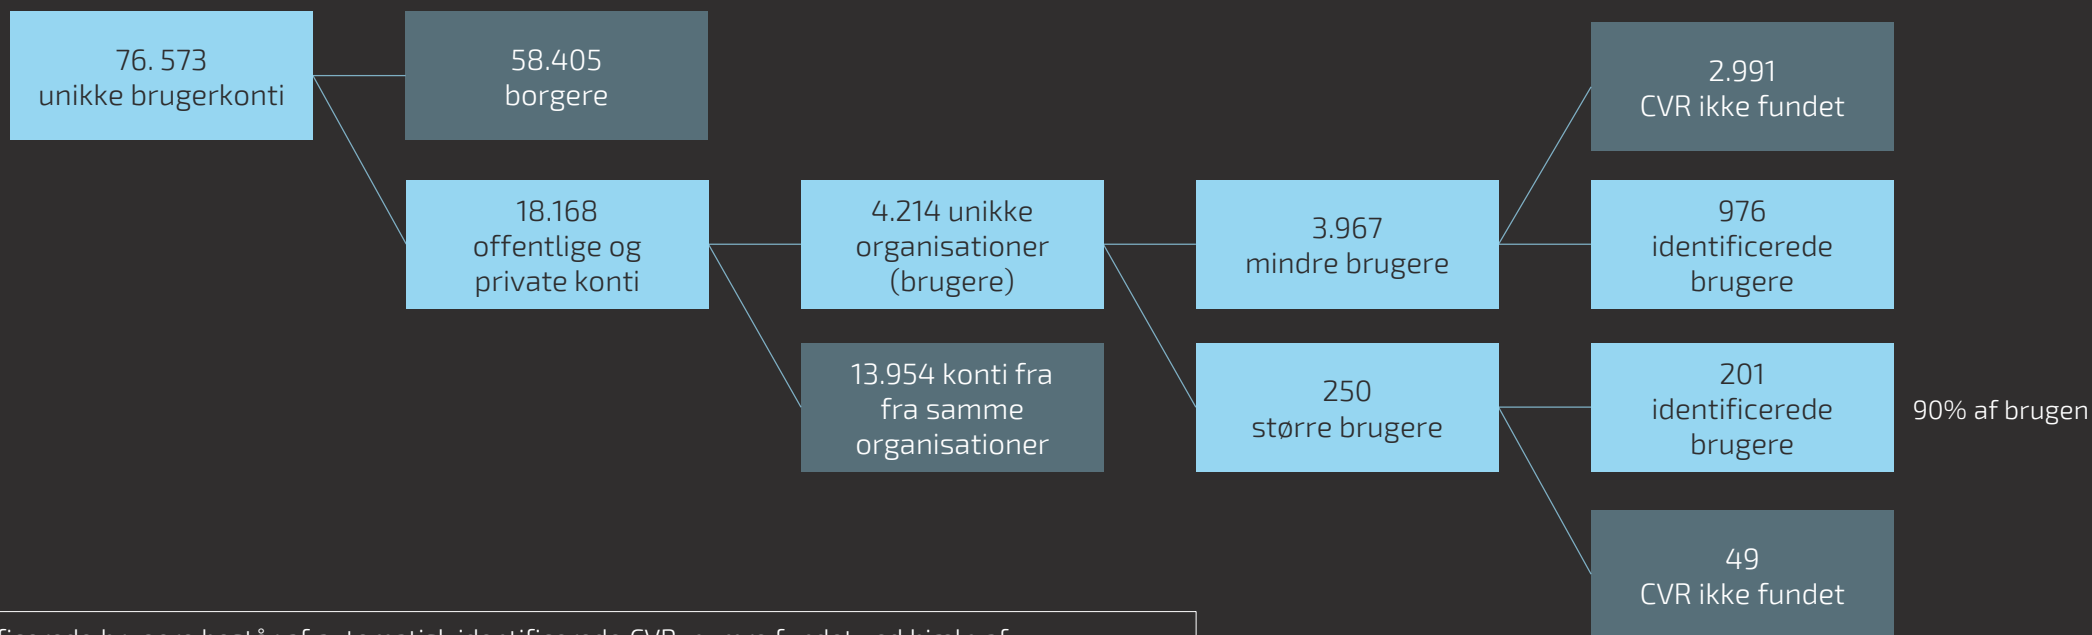 76. 573
unikke brugerkonti
58.405
borgere
18.168
offentlige og
private konti
4.214 unikke
organisationer
(brugere)
13.954 konti fra
fra samme
organisationer
3.967
mindre brugere
250
større brugere
2.991
CVR ikke fundet
976
identificerede
brugere
201
identificerede
brugere
90% af brugen
49
CVR ikke fundet